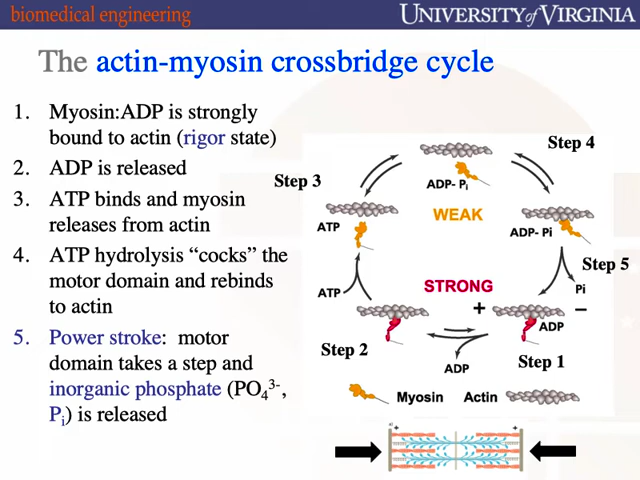 biomedical engineering
UNIVERSITY of VIRGINIA
The actin-myosin crossbridge cycle
1. Myosin:ADP is strongly
bound to actin (rigor state)
2. ADP is released
3. ATP binds and myosin
releases from actin
4. ATP hydrolysis “cocks” the
motor domain and rebinds
to actin
5. Power stroke: motor
domain takes a step and
inorganic phosphate (PO₄³⁻,
Pᵢ) is released
Step 4
Step 3
ADP- Pᵢ
WEAK
ATP
ADP- Pi
Step 5
ATP
STRONG
Pi
+
−
ADP
Step 2
Step 1
ADP
Myosin
Actin
+
+